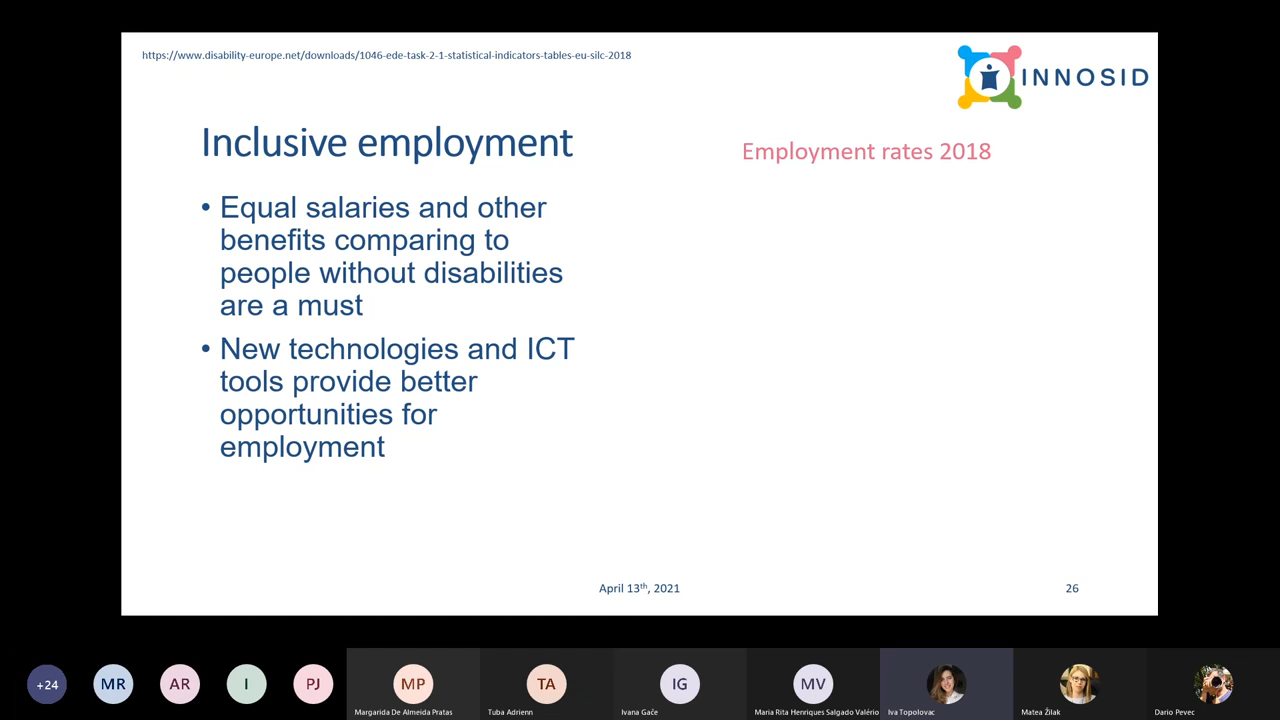 https://www.disability-europe.net/downloads/1046-ede-task-2-1-statistical-indicators-tables-eu-silc-2018
INNOSID
Inclusive employment
Employment rates 2018
• Equal salaries and other
benefits comparing to
people without disabilities
are a must
• New technologies and ICT
tools provide better
opportunities for
employment
April 13th, 2021
26
+24
MR
AR
I
PJ
MP
TA
IG
MV
Margarida De Almeida Pratas
Tuba Adrienn
Ivana Gače
Maria Rita Henriques Salgado Valério
Iva Topolovac
Matea Žilak
Dario Pevec